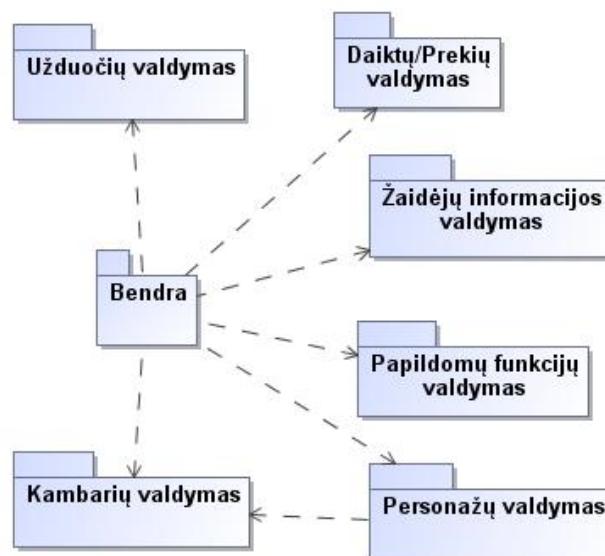 Užduočių valdymas
Daiktų/Prekių
valdymas
Žaidėjų informacijos
valdymas
Bendra
Papildomų funkcijų
valdymas
Kambarių valdymas
Personažų valdymas